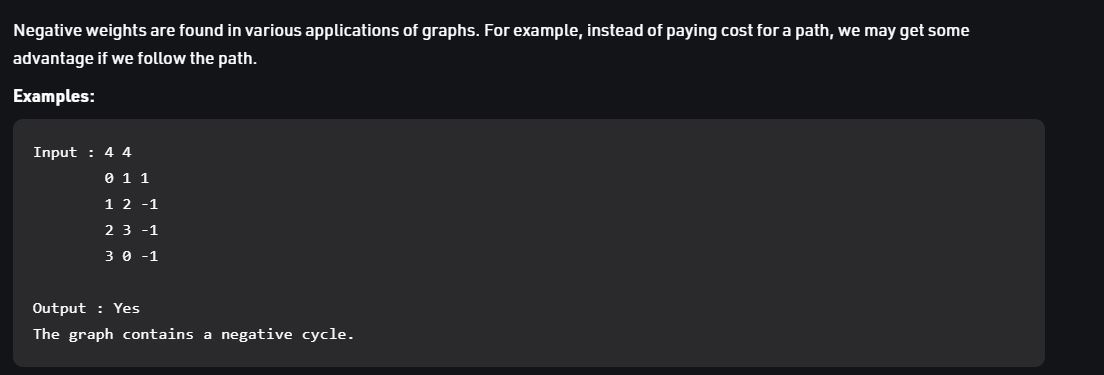 Negative weights are found in various applications of graphs. For example, instead of paying cost for a path, we may get some
advantage if we follow the path.
Examples:
Input : 4 4
0 1 1
1 2 -1
2 3 -1
3 0 -1
Output : Yes
The graph contains a negative cycle.